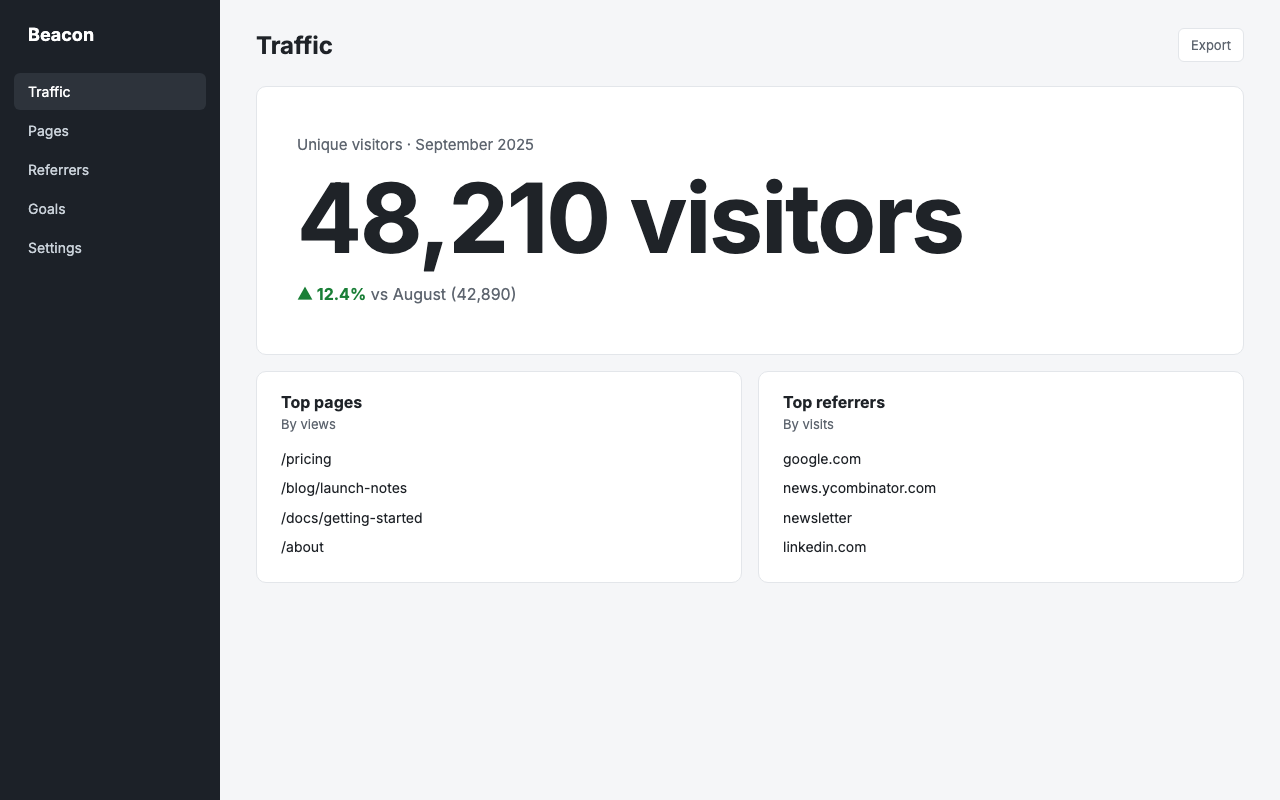 Beacon
Traffic
Pages
Referrers
Goals
Settings
Traffic
Export
Unique visitors · September 2025
48,210 visitors
▲ 12.4% vs August (42,890)
Top pages
By views
/pricing
/blog/launch-notes
/docs/getting-started
/about
Top referrers
By visits
google.com
news.ycombinator.com
newsletter
linkedin.com